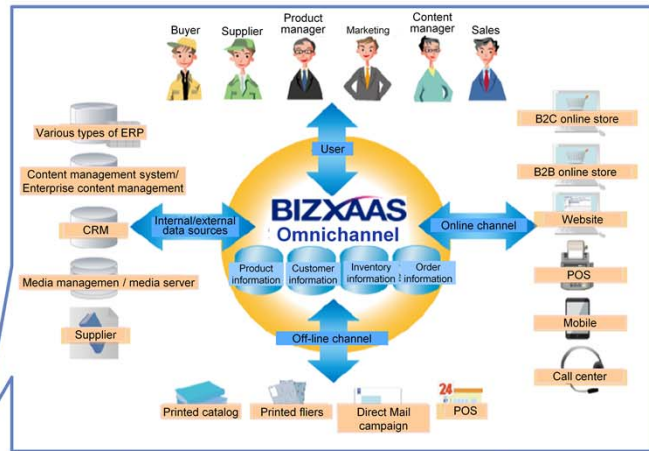 Buyer
Supplier
Product
manager
Marketing
Content
manager
Sales
Various types of ERP
Content management system/
Enterprise content management
CRM
Media managemen / media server
Supplier
User
Internal/external
data sources
BIZXAAS
Omnichannel
Product
information
Customer
information
Inventory
information
Order
information
Online channel
Off-line channel
B2C online store
B2B online store
Website
POS
Mobile
Call center
Printed catalog
Printed fliers
Direct Mail
campaign
24
POS